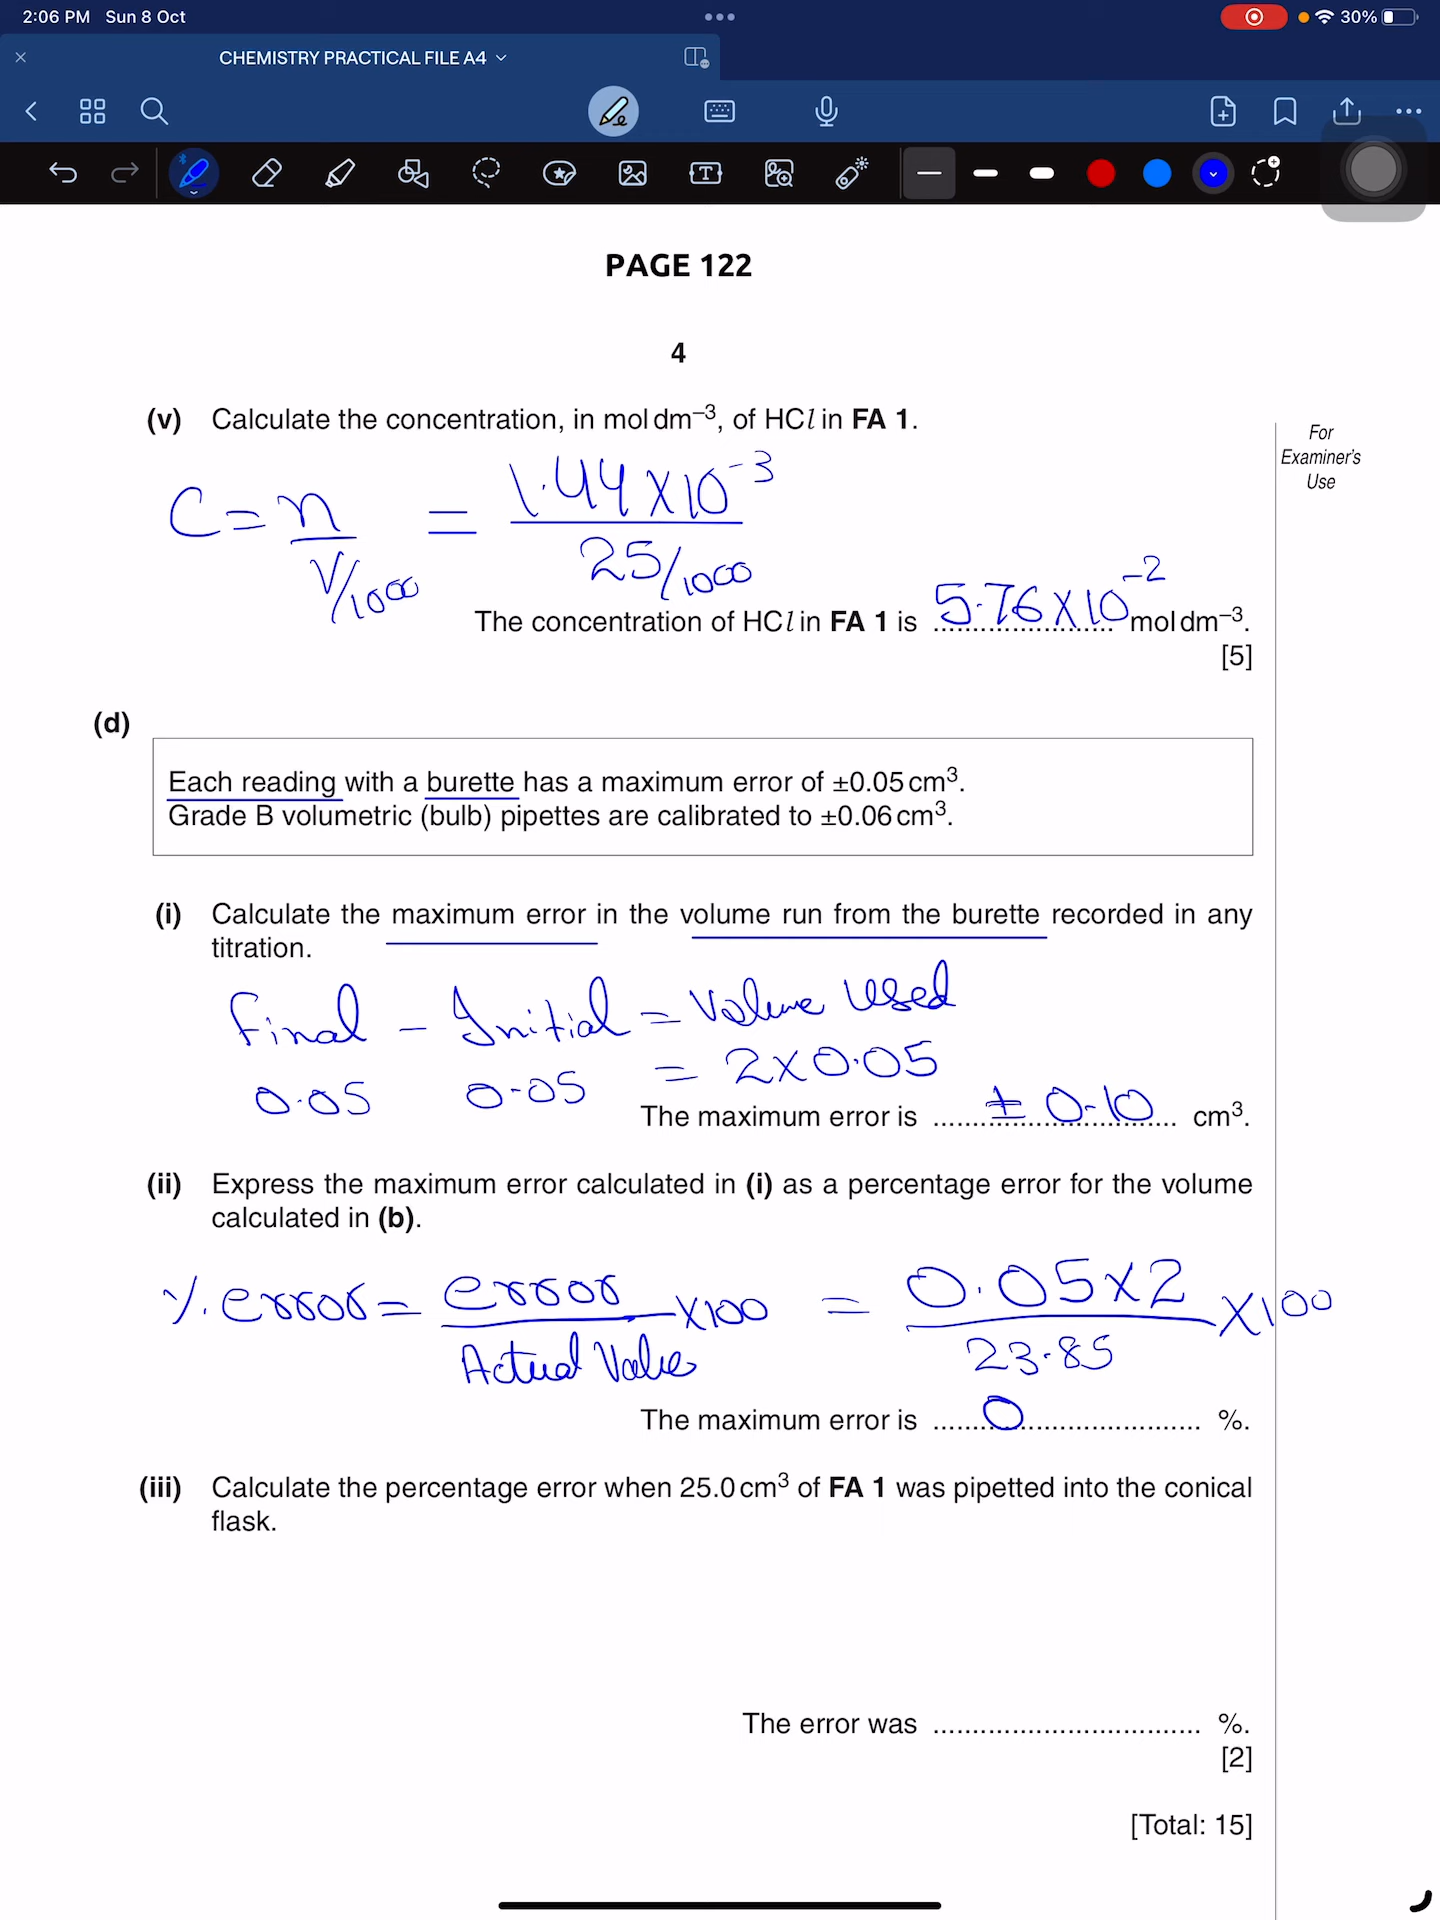 2:06 PM Sun 8 Oct
30%
CHEMISTRY PRACTICAL FILE A4
PAGE 122
4
(v) Calculate the concentration, in mol dm⁻³, of HCl in FA 1.
For
Examiner's
Use
C = n / V/1000 = 1.44 × 10⁻³ / 25/1000
The concentration of HCl in FA 1 is 5.76 × 10⁻² mol dm⁻³.
[5]
(d)
Each reading with a burette has a maximum error of ±0.05 cm³.
Grade B volumetric (bulb) pipettes are calibrated to ±0.06 cm³.
(i) Calculate the maximum error in the volume run from the burette recorded in any
titration.
Final - Initial = Volume Used
0.05 0.05 = 2 × 0.05
The maximum error is ± 0.10 cm³.
(ii) Express the maximum error calculated in (i) as a percentage error for the volume
calculated in (b).
%. error = error / Actual Value × 100 = 0.05 × 2 / 23.85 × 100
The maximum error is 0 %.
(iii) Calculate the percentage error when 25.0 cm³ of FA 1 was pipetted into the conical
flask.
The error was .................................. %.
[2]
[Total: 15]